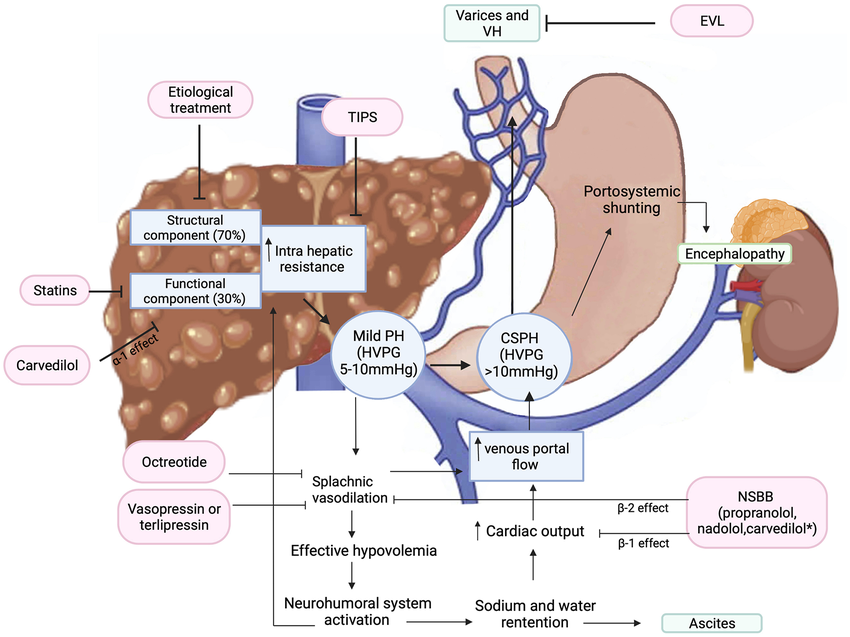 Varices and
VH
EVL
Etiological
treatment
TIPS
Portosystemic
shunting
Structural
component (70%)
Intra hepatic
resistance
Encephalopathy
Statins
Functional
component (30%)
α-1 effect
Carvedilol
Mild PH
(HVPG
5-10mmHg)
CSPH
(HVPG
>10mmHg)
venous portal
flow
Octreotide
Splachnic
vasodilation
Vasopressin or
terlipressin
NSBB
(propranolol,
nadolol,carvedilol*)
β-2 effect
Cardiac output
β-1 effect
Effective hypovolemia
Neurohumoral system
activation
Sodium and water
rentention
Ascites